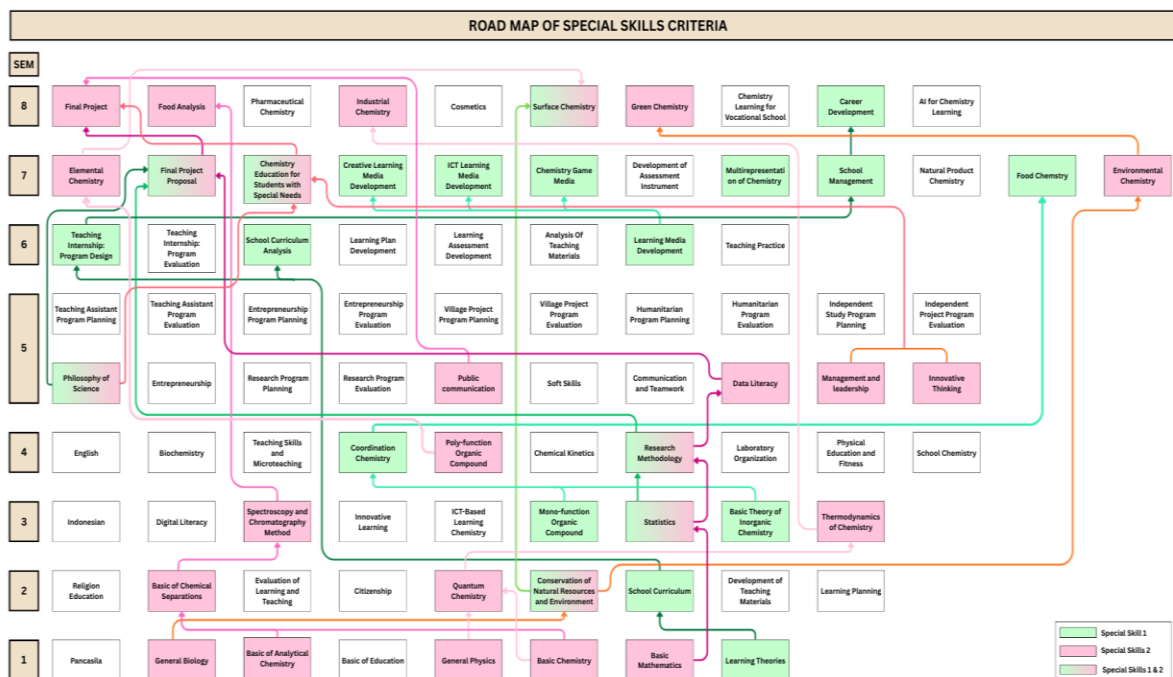 ROAD MAP OF SPECIAL SKILLS CRITERIA
SEM
8
Final Project
Food Analysis
Pharmaceutical
Chemistry
Industrial
Chemistry
Cosmetics
Surface Chemistry
Green Chemistry
Chemistry
Learning for
Vocational School
Career
Development
AI for Chemistry
Learning
7
Elemental
Chemistry
Final Project
Proposal
Chemistry
Education for
Students with
Special Needs
Creative Learning
Media
Development
ICT Learning
Media
Development
Chemistry Game
Media
Development of
Assessment
Instrument
Multirepresentati
on of Chemistry
School
Management
Natural Product
Chemistry
Food Chemstry
Environmental
Chemistry
6
Teaching
Internship:
Program Design
Teaching
Internship:
Program
Evaluation
School Curriculum
Analysis
Learning Plan
Development
Learning
Assessment
Development
Analysis Of
Teaching
Materials
Learning Media
Development
Teaching Practice
5
Teaching Assistant
Program Planning
Teaching Assistant
Program
Evaluation
Entrepreneurship
Program Planning
Entrepreneurship
Program
Evaluation
Village Project
Program Planning
Village Project
Program
Evaluation
Humanitarian
Program Planning
Humanitarian
Program
Evaluation
Independent
Study Program
Planning
Independent
Project Program
Evaluation
Philosophy of
Science
Entrepreneurship
Research Program
Planning
Research Program
Evaluation
Public
communication
Soft Skills
Communication
and Teamwork
Data Literacy
Management and
leadership
Innovative
Thinking
4
English
Biochemistry
Teaching Skills
and
Microteaching
Coordination
Chemistry
Poly-function
Organic
Compound
Chemical Kinetics
Research
Methodology
Laboratory
Organization
Physical
Education and
Fitness
School Chemistry
3
Indonesian
Digital Literacy
Spectroscopy and
Chromatography
Method
Innovative
Learning
ICT-Based
Learning
Chemistry
Mono-function
Organic
Compound
Statistics
Basic Theory of
Inorganic
Chemistry
Thermodynamics
of Chemistry
2
Religion
Education
Basic of Chemical
Separations
Evaluation of
Learning and
Teaching
Citizenship
Quantum
Chemistry
Conservation of
Natural Resources
and Environment
School Curriculum
Development of
Teaching
Materials
Learning Planning
1
Pancasila
General Biology
Basic of Analytical
Chemistry
Basic of Education
General Physics
Basic Chemistry
Basic
Mathematics
Learning Theories
Special Skill 1
Special Skills 2
Special Skills 1 & 2